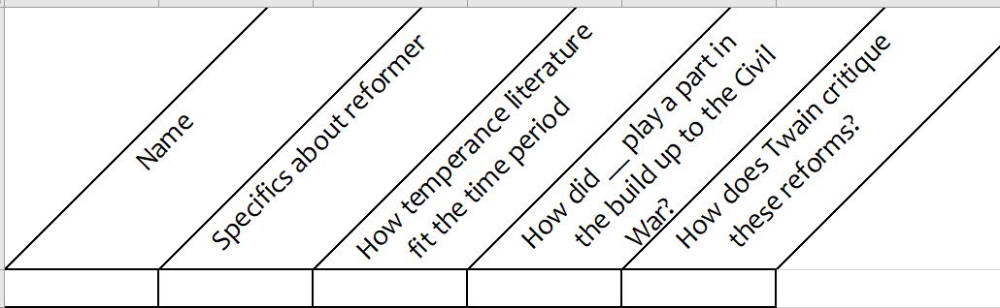 Name
Specifics about reformer
How temperance literature
fit the time period
How did __ play a part in
the build up to the Civil
War?
How does Twain critique
these reforms?